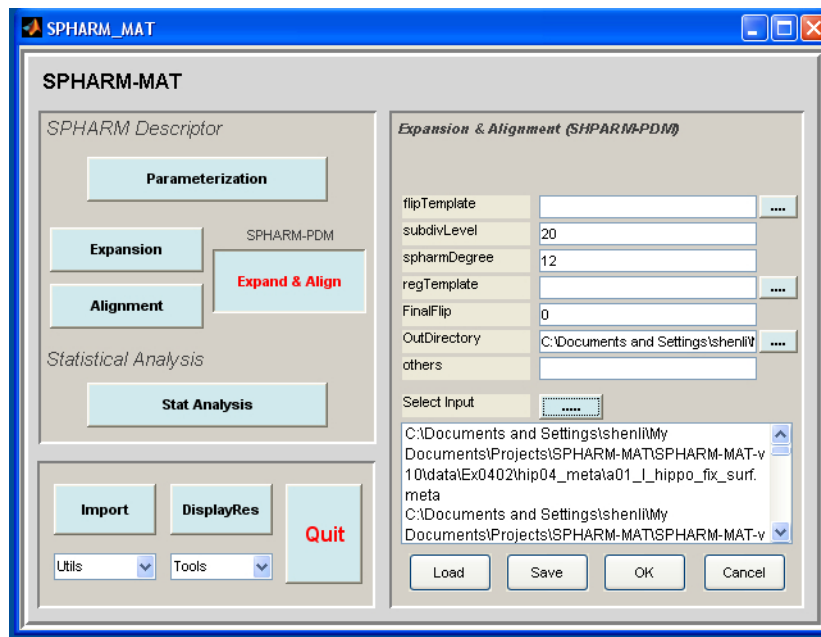 SPHARM_MAT
SPHARM-MAT
SPHARM Descriptor
Parameterization
Expansion
SPHARM-PDM
Expand & Align
Alignment
Statistical Analysis
Stat Analysis
Import
DisplayRes
Quit
Utils
Tools
Expansion & Alignment (SHPARM-PDM)
flipTemplate
....
subdivLevel
20
spharmDegree
12
regTemplate
....
FinalFlip
0
OutDirectory
C:\Documents and Settings\shenli\
....
others
Select Input
.....
C:\Documents and Settings\shenli\My
Documents\Projects\SPHARM-MAT\SPHARM-MAT-v
10\data\Ex0402\hip04_meta\a01_l_hippo_fix_surf.
meta
C:\Documents and Settings\shenli\My
Documents\Projects\SPHARM-MAT\SPHARM-MAT-v
Load
Save
OK
Cancel